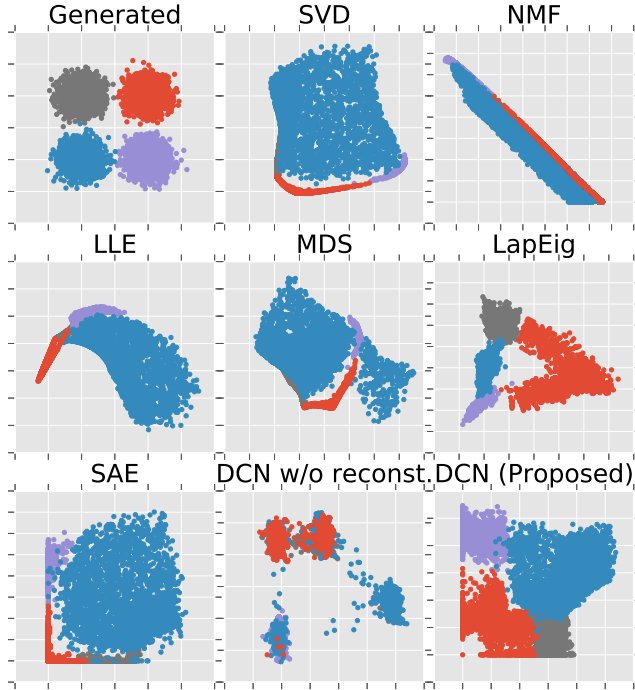 Generated
SVD
NMF
LLE
MDS
LapEig
SAE
DCN w/o reconst.
DCN (Proposed)